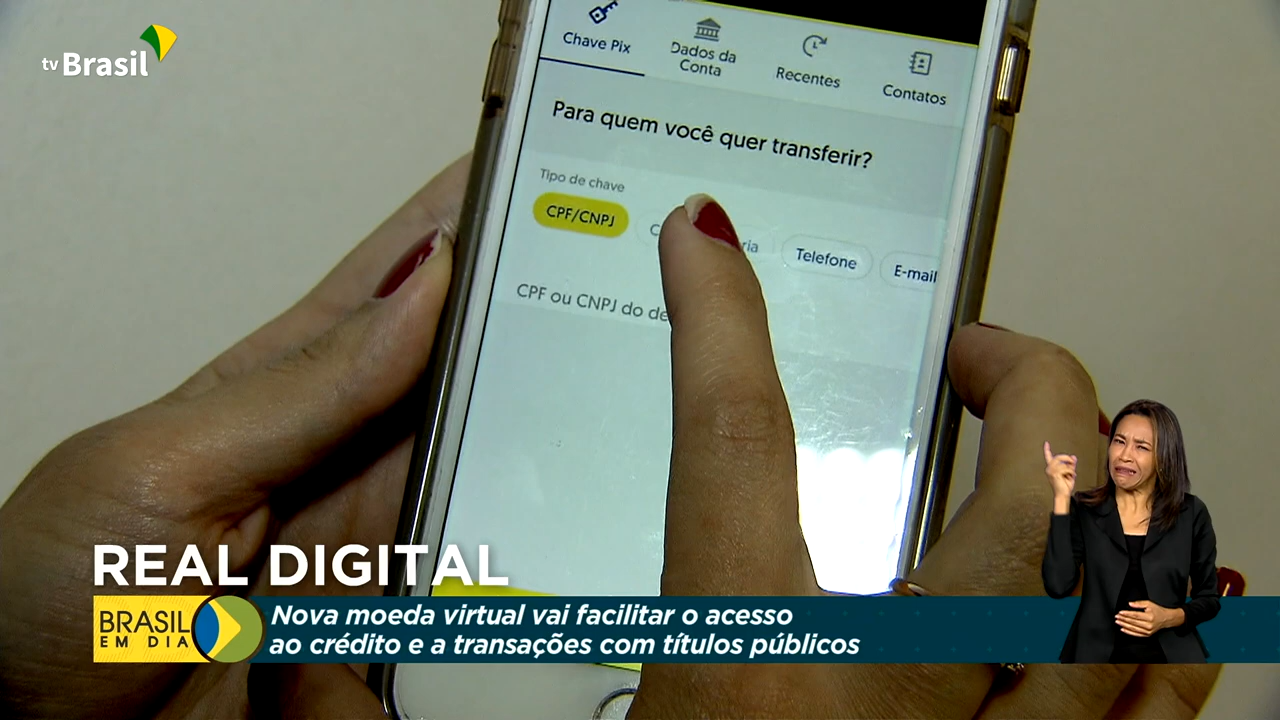 tv Brasil
Chave Pix
Dados da
Conta
Recentes
Contatos
Para quem você quer transferir?
Tipo de chave
CPF/CNPJ
Telefone
E-mail
CPF ou CNPJ do
REAL DIGITAL
BRASIL
EM DIA
Nova moeda virtual vai facilitar o acesso
ao crédito e a transações com títulos públicos